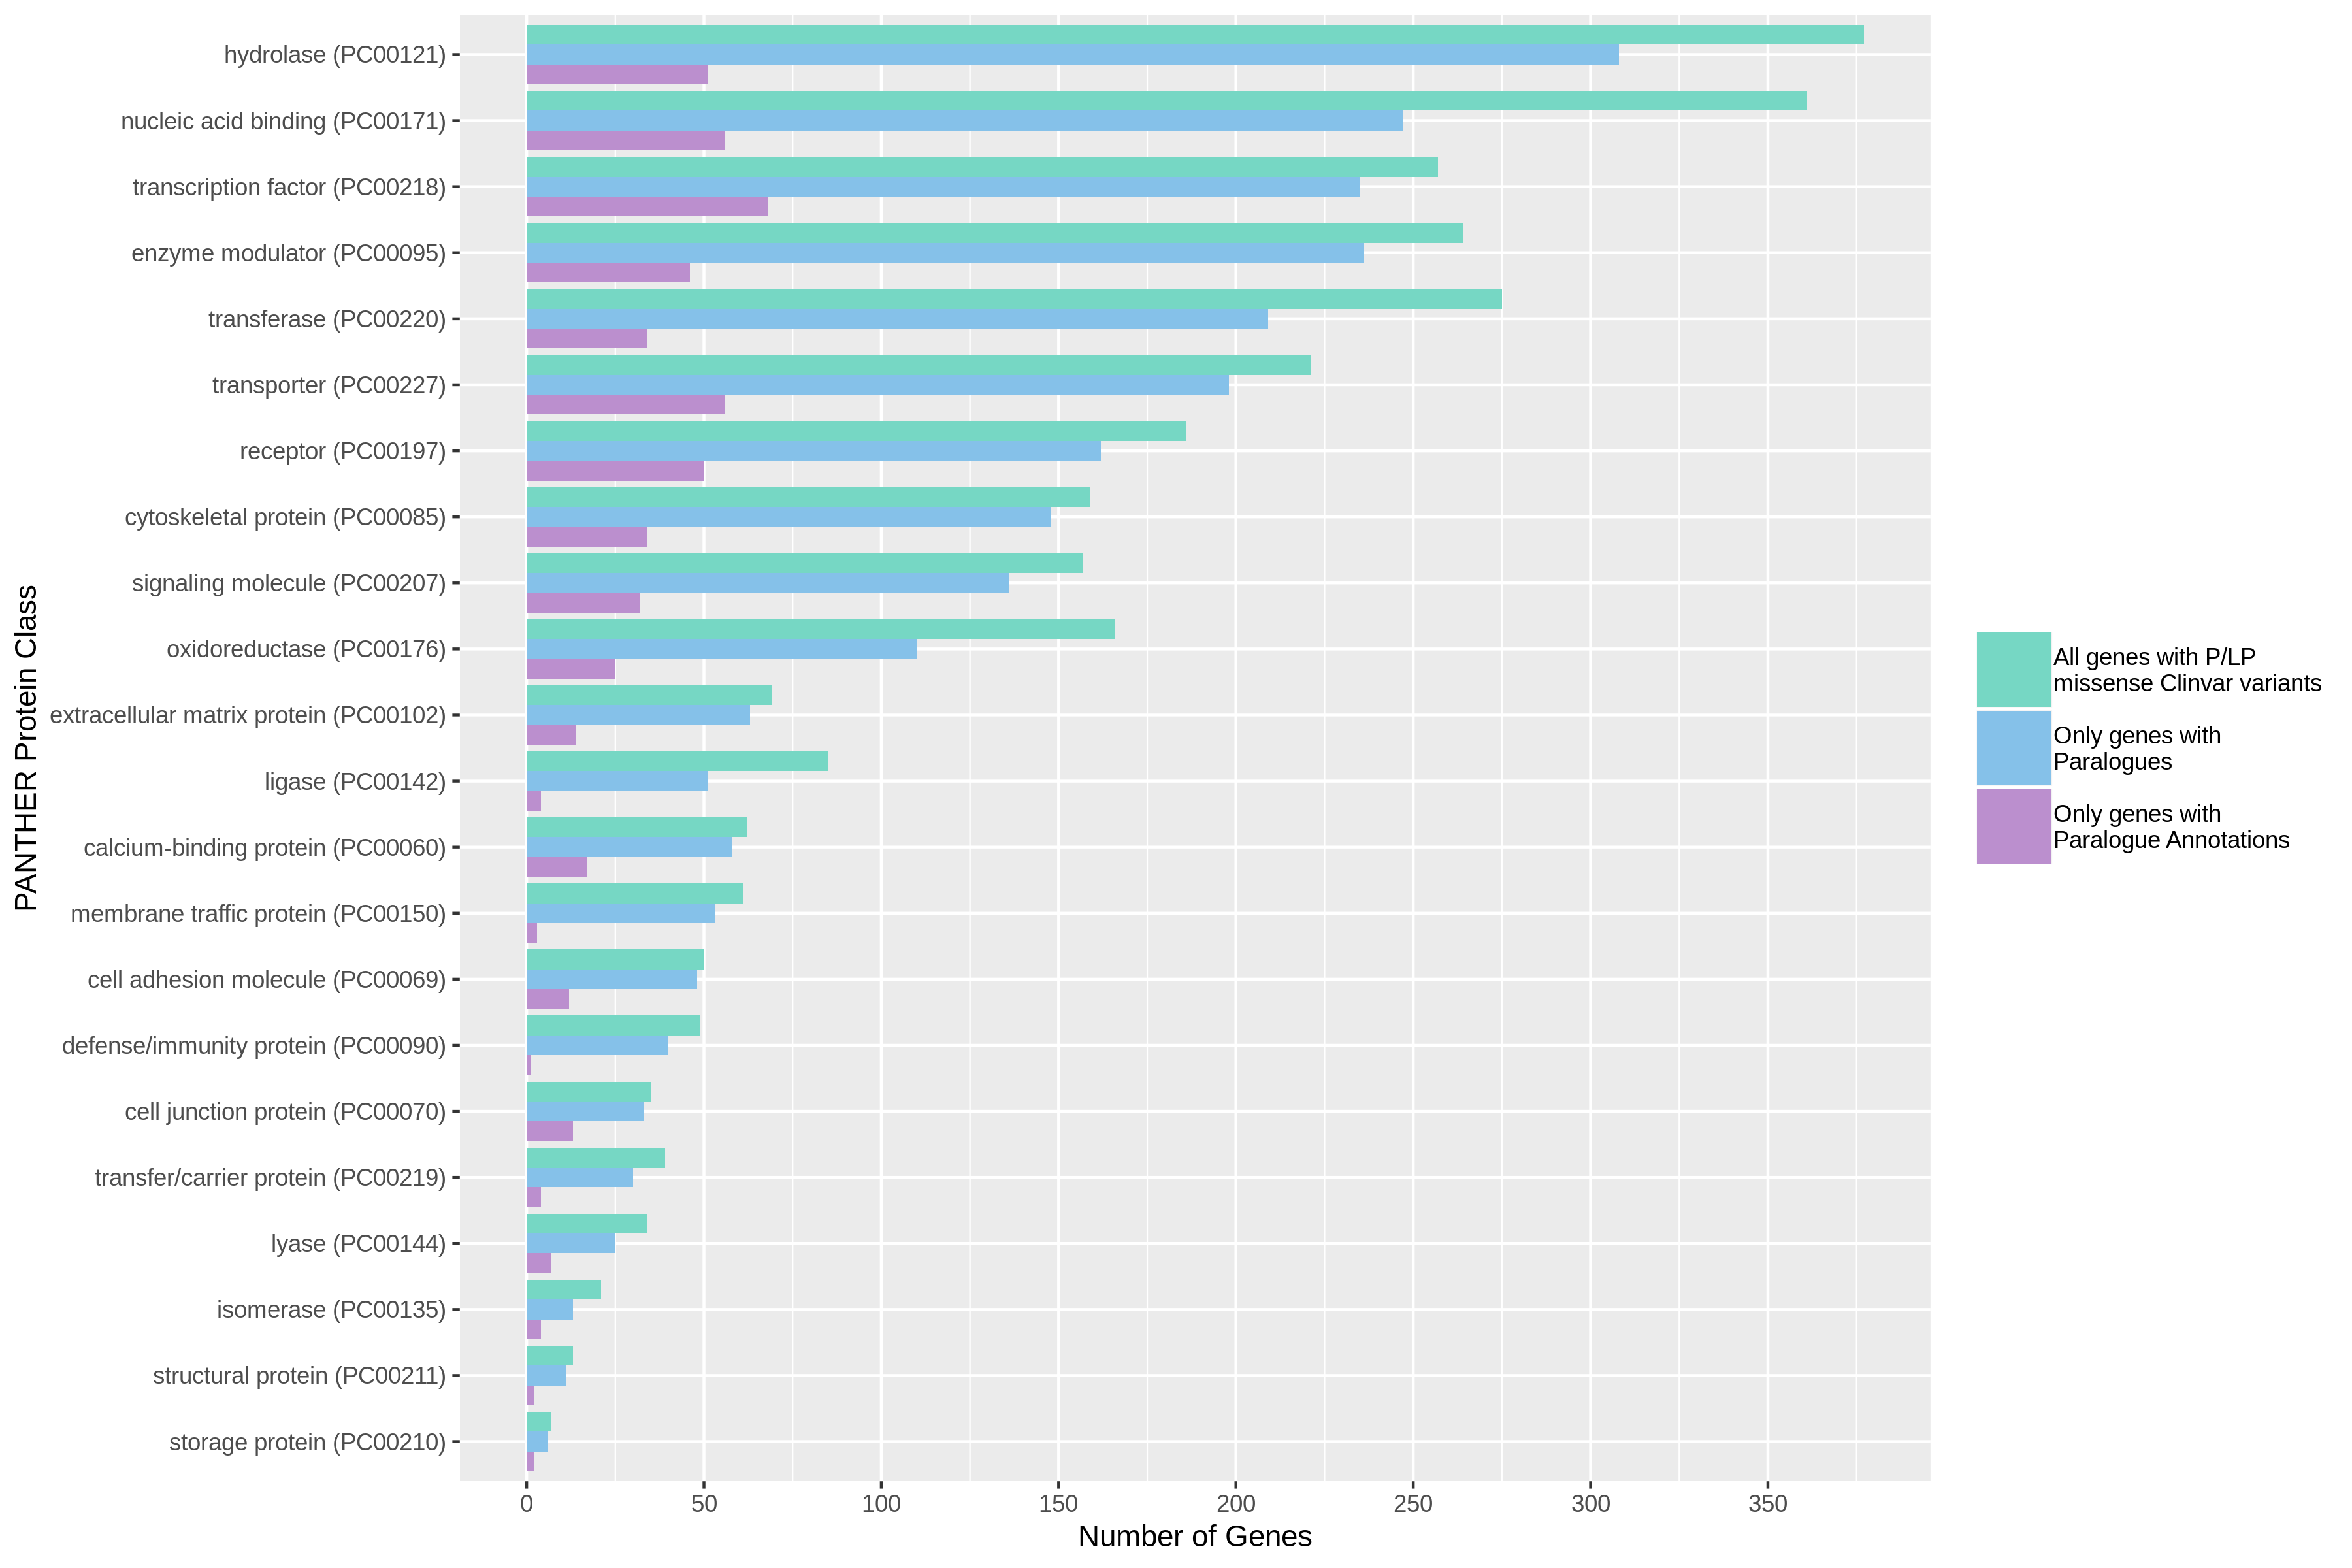 hydrolase (PC00121)
nucleic acid binding (PC00171)
transcription factor (PC00218)
enzyme modulator (PC00095)
transferase (PC00220)
transporter (PC00227)
receptor (PC00197)
cytoskeletal protein (PC00085)
signaling molecule (PC00207)
oxidoreductase (PC00176)
extracellular matrix protein (PC00102)
ligase (PC00142)
calcium-binding protein (PC00060)
membrane traffic protein (PC00150)
cell adhesion molecule (PC00069)
defense/immunity protein (PC00090)
cell junction protein (PC00070)
transfer/carrier protein (PC00219)
lyase (PC00144)
isomerase (PC00135)
structural protein (PC00211)
storage protein (PC00210)
PANTHER Protein Class
0 50 100 150 200 250 300 350
Number of Genes
All genes with P/LP
missense Clinvar variants
Only genes with
Paralogues
Only genes with
Paralogue Annotations